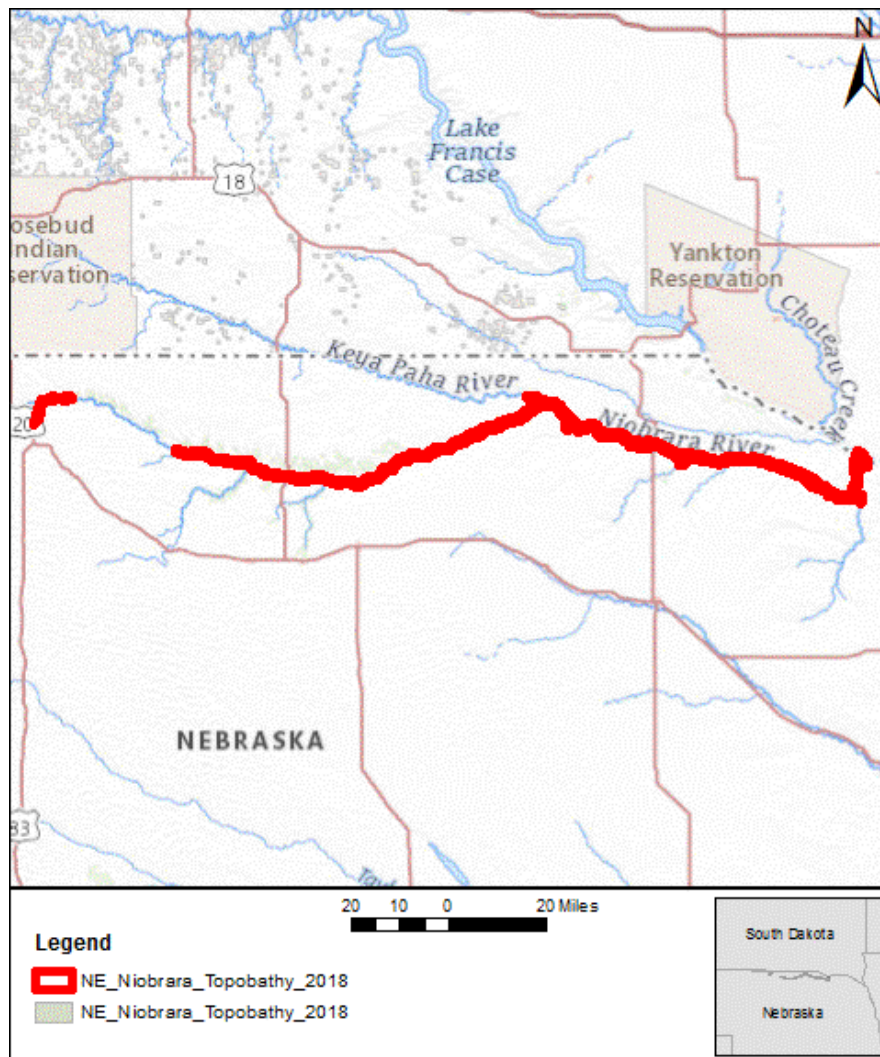 N
Lake
Francis
Case
18
osebud
ndian
servation
Yankton
Reservation
Choteau Creek
Keya Paha River
20
Niobrara River
NEBRASKA
83
20 10 0 20 Miles
Legend
NE_Niobrara_Topobathy_2018
NE_Niobrara_Topobathy_2018
South Dakota
Nebraska